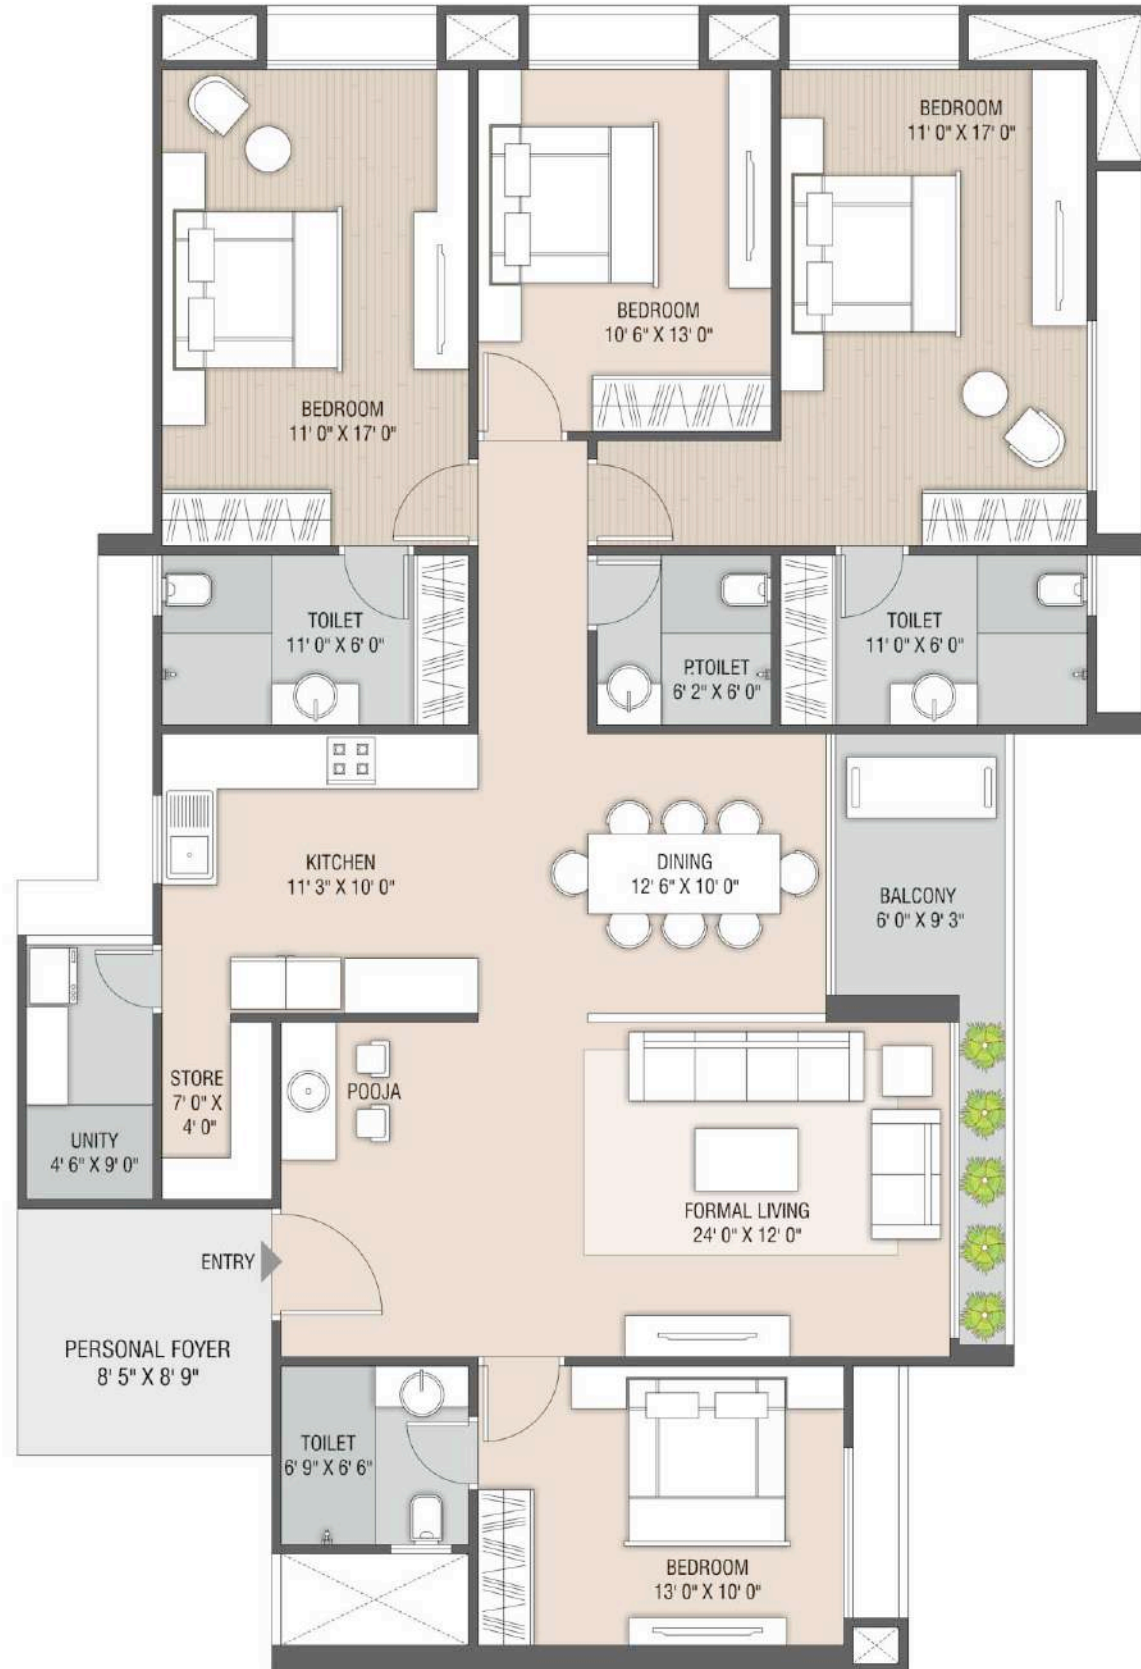 BEDROOM
11' 0" X 17' 0"
BEDROOM
10' 6" X 13' 0"
BEDROOM
11' 0" X 17' 0"
TOILET
11' 0" X 6' 0"
P.TOILET
6' 2" X 6' 0"
TOILET
11' 0" X 6' 0"
KITCHEN
11' 3" X 10' 0"
DINING
12' 6" X 10' 0"
BALCONY
6' 0" X 9' 3"
STORE
7' 0" X
4' 0"
POOJA
UNITY
4' 6" X 9' 0"
FORMAL LIVING
24' 0" X 12' 0"
ENTRY
PERSONAL FOYER
8' 5" X 8' 9"
TOILET
6' 9" X 6' 6"
BEDROOM
13' 0" X 10' 0"